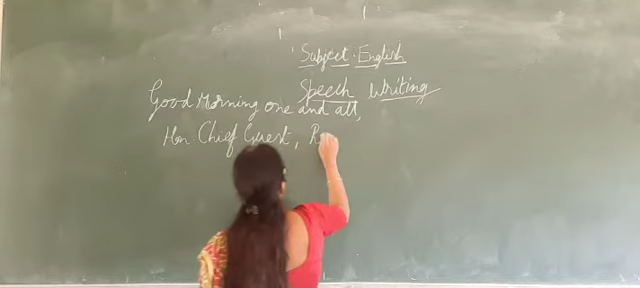 Subject. English
Speech Writing
Good Morning one and all,
Hon. Chief Guest, R